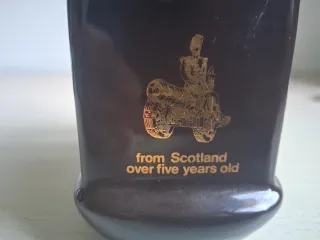 from Scotland
over five years old